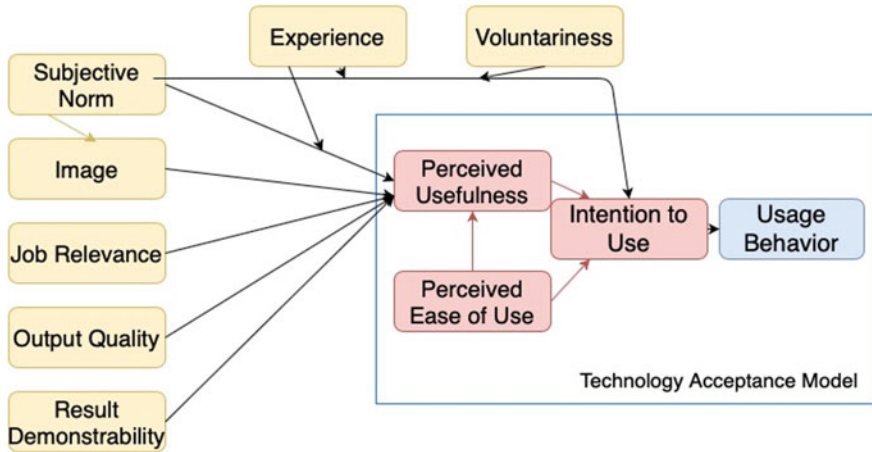 Experience
Voluntariness
Subjective
Norm
Image
Job Relevance
Output Quality
Result
Demonstrability
Perceived
Usefulness
Intention to
Use
Usage
Behavior
Perceived
Ease of Use
Technology Acceptance Model